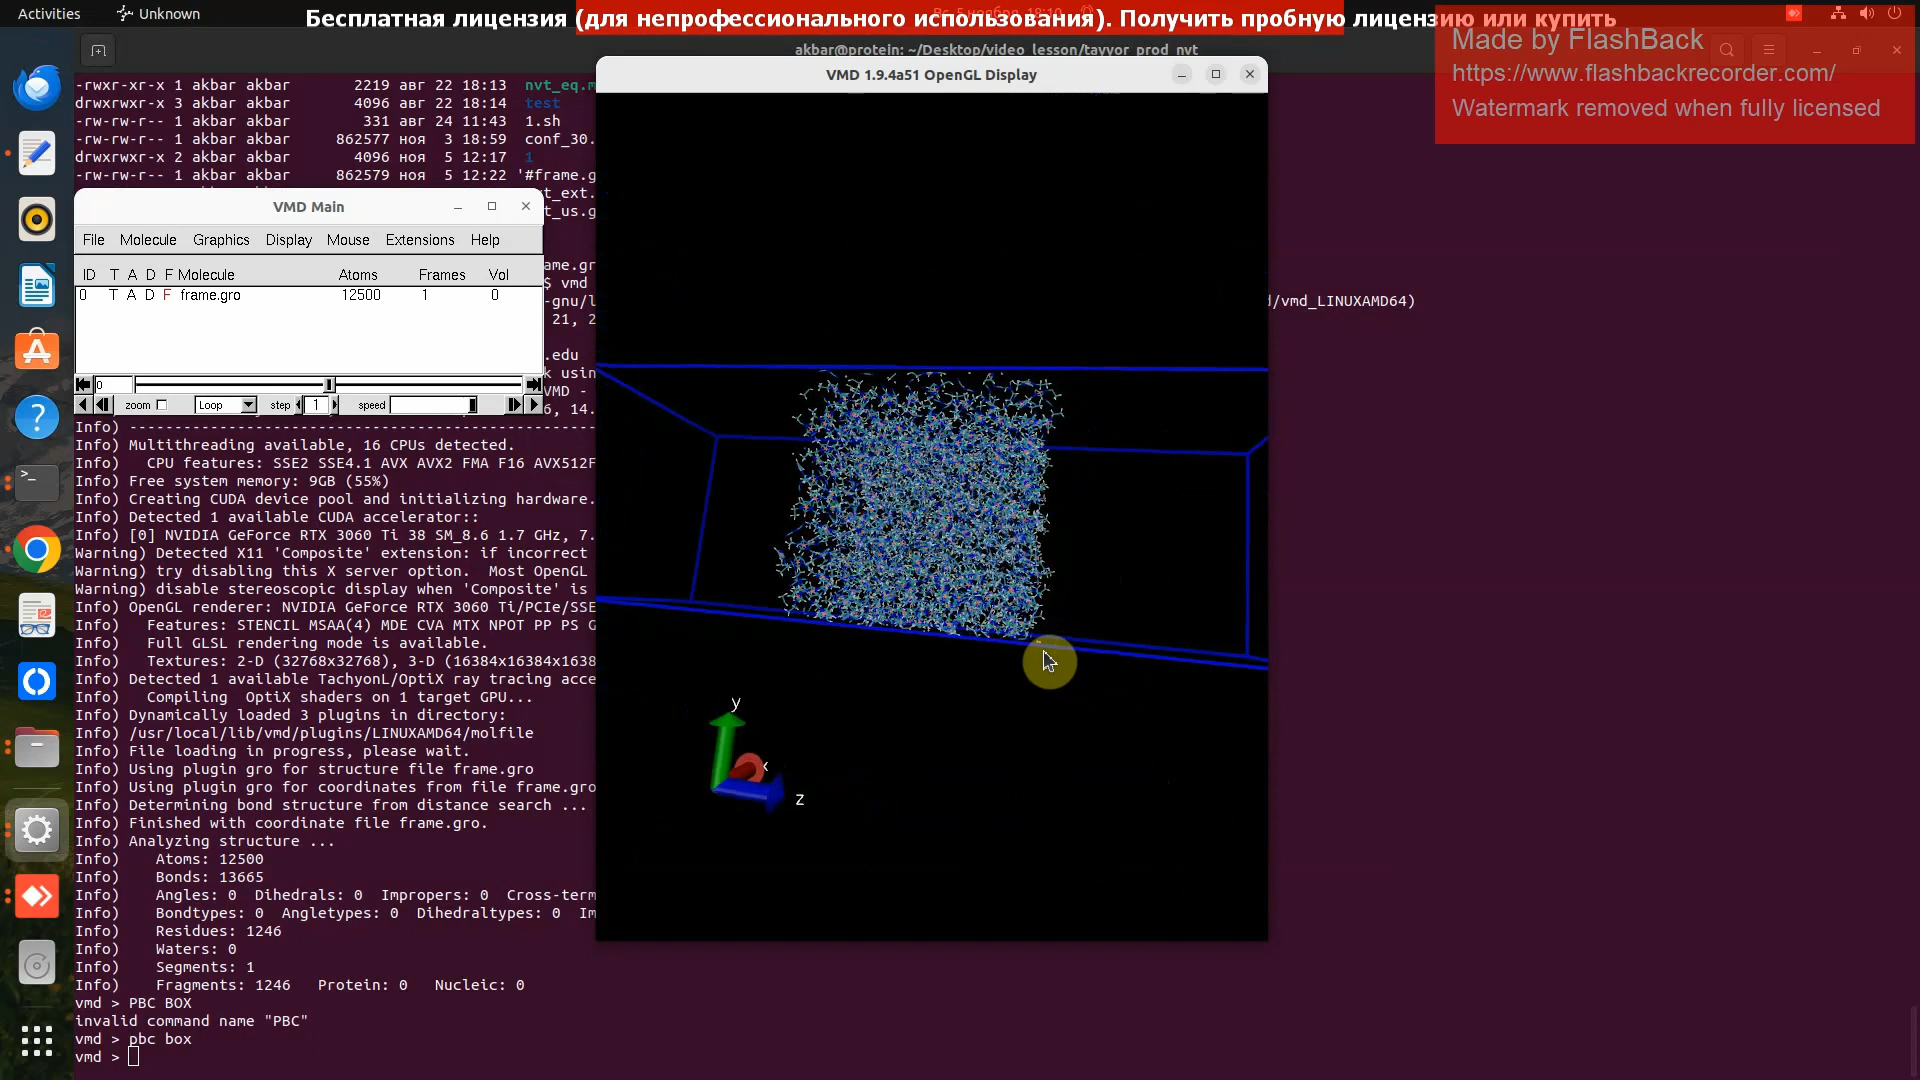 Activities
Unknown
Бесплатная лицензия (для непрофессионального использования). Получить пробную лицензию или купить
Made by FlashBack
https://www.flashbackrecorder.com/
Watermark removed when fully licensed
akbar@protein: ~/Desktop/video_lesson/tayyor_prod_nvt
-rwxr-xr-x 1 akbar akbar 2219 авг 22 18:13 nvt_eq.m
drwxrwxr-x 3 akbar akbar 4096 авг 22 18:14 test
-rw-rw-r-- 1 akbar akbar 331 авг 24 11:43 1.sh
-rw-rw-r-- 1 akbar akbar 862577 ноя 3 18:59 conf_30.
drwxrwxr-x 2 akbar akbar 4096 ноя 5 12:17 1
-rw-rw-r-- 1 akbar akbar 862579 ноя 5 12:22 '#frame.g
t_ext.
t_us.g
ame.gr
$ vmd
-gnu/l
d/vmd_LINUXAMD64)
21, 2
.edu
k usin
VMD -
6, 14.
VMD Main
File Molecule Graphics Display Mouse Extensions Help
ID T A D F Molecule Atoms Frames Vol
0 T A D F frame.gro 12500 1 0
0
zoom Loop step 1 speed
VMD 1.9.4a51 OpenGL Display
y
x
z
Info) -----------------------------------------------------
Info) Multithreading available, 16 CPUs detected.
Info) CPU features: SSE2 SSE4.1 AVX AVX2 FMA F16 AVX512F
Info) Free system memory: 9GB (55%)
Info) Creating CUDA device pool and initializing hardware.
Info) Detected 1 available CUDA accelerator::
Info) [0] NVIDIA GeForce RTX 3060 Ti 38 SM_8.6 1.7 GHz, 7.
Warning) Detected X11 'Composite' extension: if incorrect
Warning) try disabling this X server option. Most OpenGL
Warning) disable stereoscopic display when 'Composite' is
Info) OpenGL renderer: NVIDIA GeForce RTX 3060 Ti/PCIe/SSE
Info) Features: STENCIL MSAA(4) MDE CVA MTX NPOT PP PS G
Info) Full GLSL rendering mode is available.
Info) Textures: 2-D (32768x32768), 3-D (16384x16384x1638
Info) Detected 1 available TachyonL/OptiX ray tracing acce
Info) Compiling OptiX shaders on 1 target GPU...
Info) Dynamically loaded 3 plugins in directory:
Info) /usr/local/lib/vmd/plugins/LINUXAMD64/molfile
Info) File loading in progress, please wait.
Info) Using plugin gro for structure file frame.gro
Info) Using plugin gro for coordinates from file frame.gro
Info) Determining bond structure from distance search ...
Info) Finished with coordinate file frame.gro.
Info) Analyzing structure ...
Info) Atoms: 12500
Info) Bonds: 13665
Info) Angles: 0 Dihedrals: 0 Impropers: 0 Cross-term
Info) Bondtypes: 0 Angletypes: 0 Dihedraltypes: 0 Im
Info) Residues: 1246
Info) Waters: 0
Info) Segments: 1
Info) Fragments: 1246 Protein: 0 Nucleic: 0
vmd > PBC BOX
invalid command name "PBC"
vmd > pbc box
vmd >